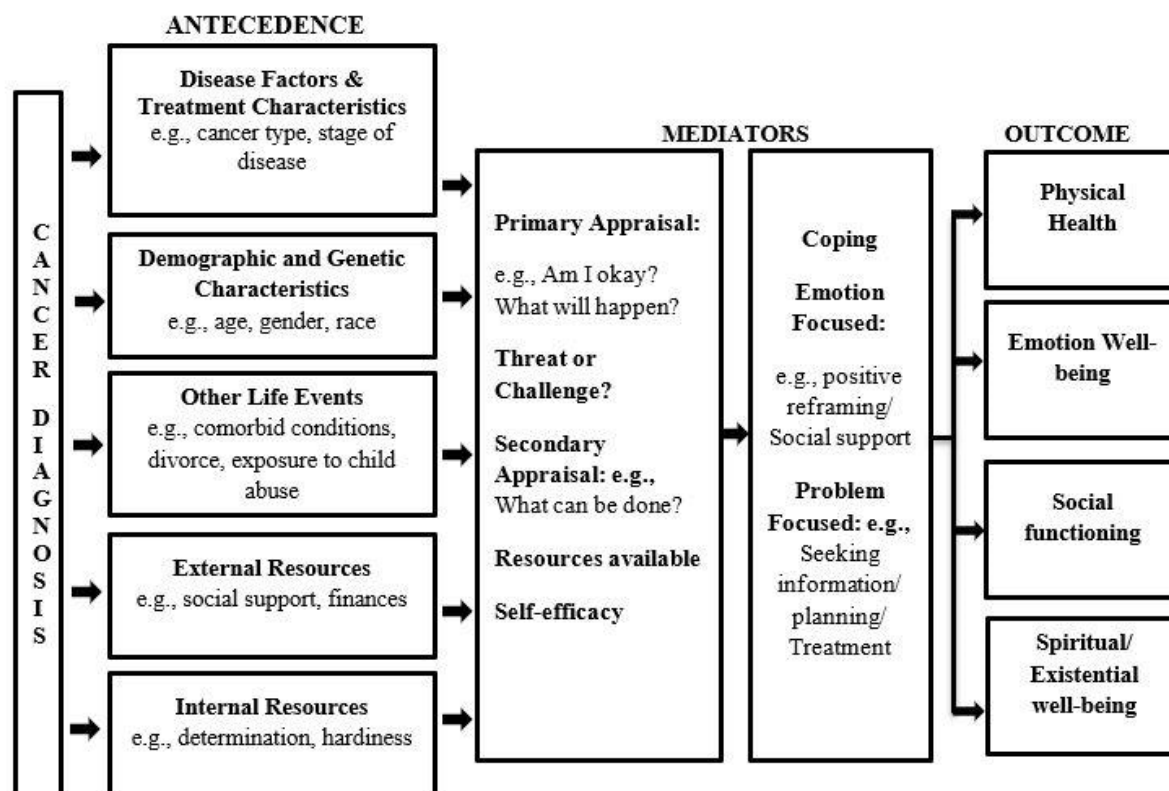 ANTECEDENCE
MEDIATORS
OUTCOME
CANCER DIAGNOSIS
Disease Factors &
Treatment Characteristics
e.g., cancer type, stage of
disease
Demographic and Genetic
Characteristics
e.g., age, gender, race
Other Life Events
e.g., comorbid conditions,
divorce, exposure to child
abuse
External Resources
e.g., social support, finances
Internal Resources
e.g., determination, hardiness
Primary Appraisal:
e.g., Am I okay?
What will happen?
Threat or
Challenge?
Secondary
Appraisal: e.g.,
What can be done?
Resources available
Self-efficacy
Coping
Emotion
Focused:
e.g., positive
reframing/
Social support
Problem
Focused: e.g.,
Seeking
information/
planning/
Treatment
Physical
Health
Emotion Well-
being
Social
functioning
Spiritual/
Existential
well-being